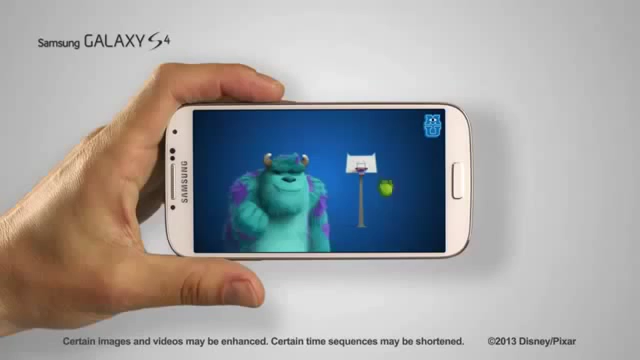 Samsung GALAXY S4
SAMSUNG
Certain images and videos may be enhanced. Certain time sequences may be shortened. ©2013 Disney/Pixar